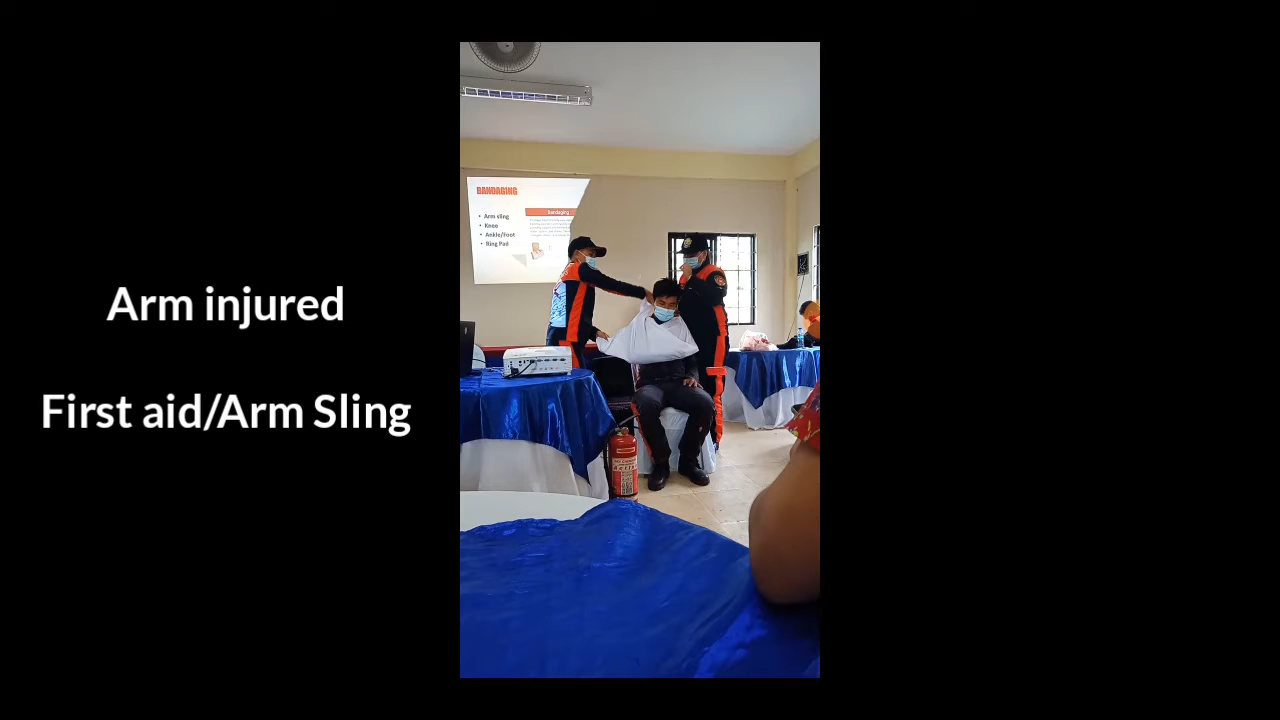 Arm injured
First aid/Arm Sling
BANDAGING
• Arm sling
• Knee
• Ankle/Foot
• Ring Pad
Bandaging